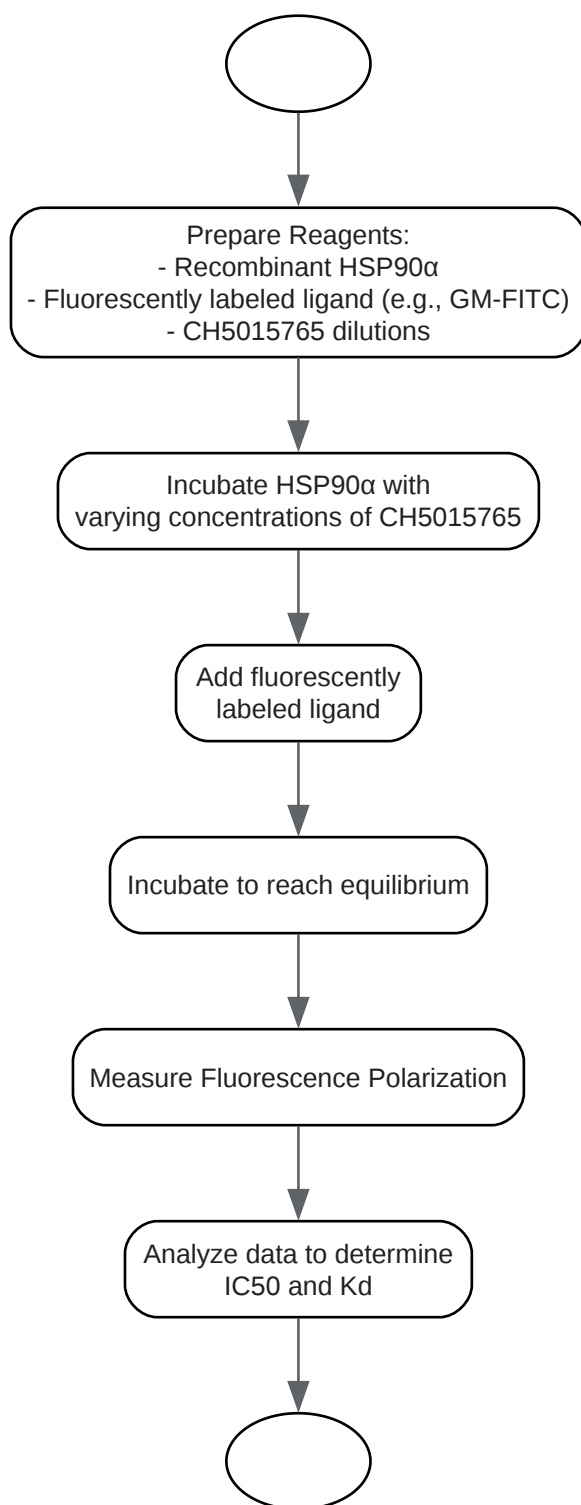 Prepare Reagents:
- Recombinant HSP90α
- Fluorescently labeled ligand (e.g., GM-FITC)
- CH5015765 dilutions
Incubate HSP90α with
varying concentrations of CH5015765
Add fluorescently
labeled ligand
Incubate to reach equilibrium
Measure Fluorescence Polarization
Analyze data to determine
IC50 and Kd